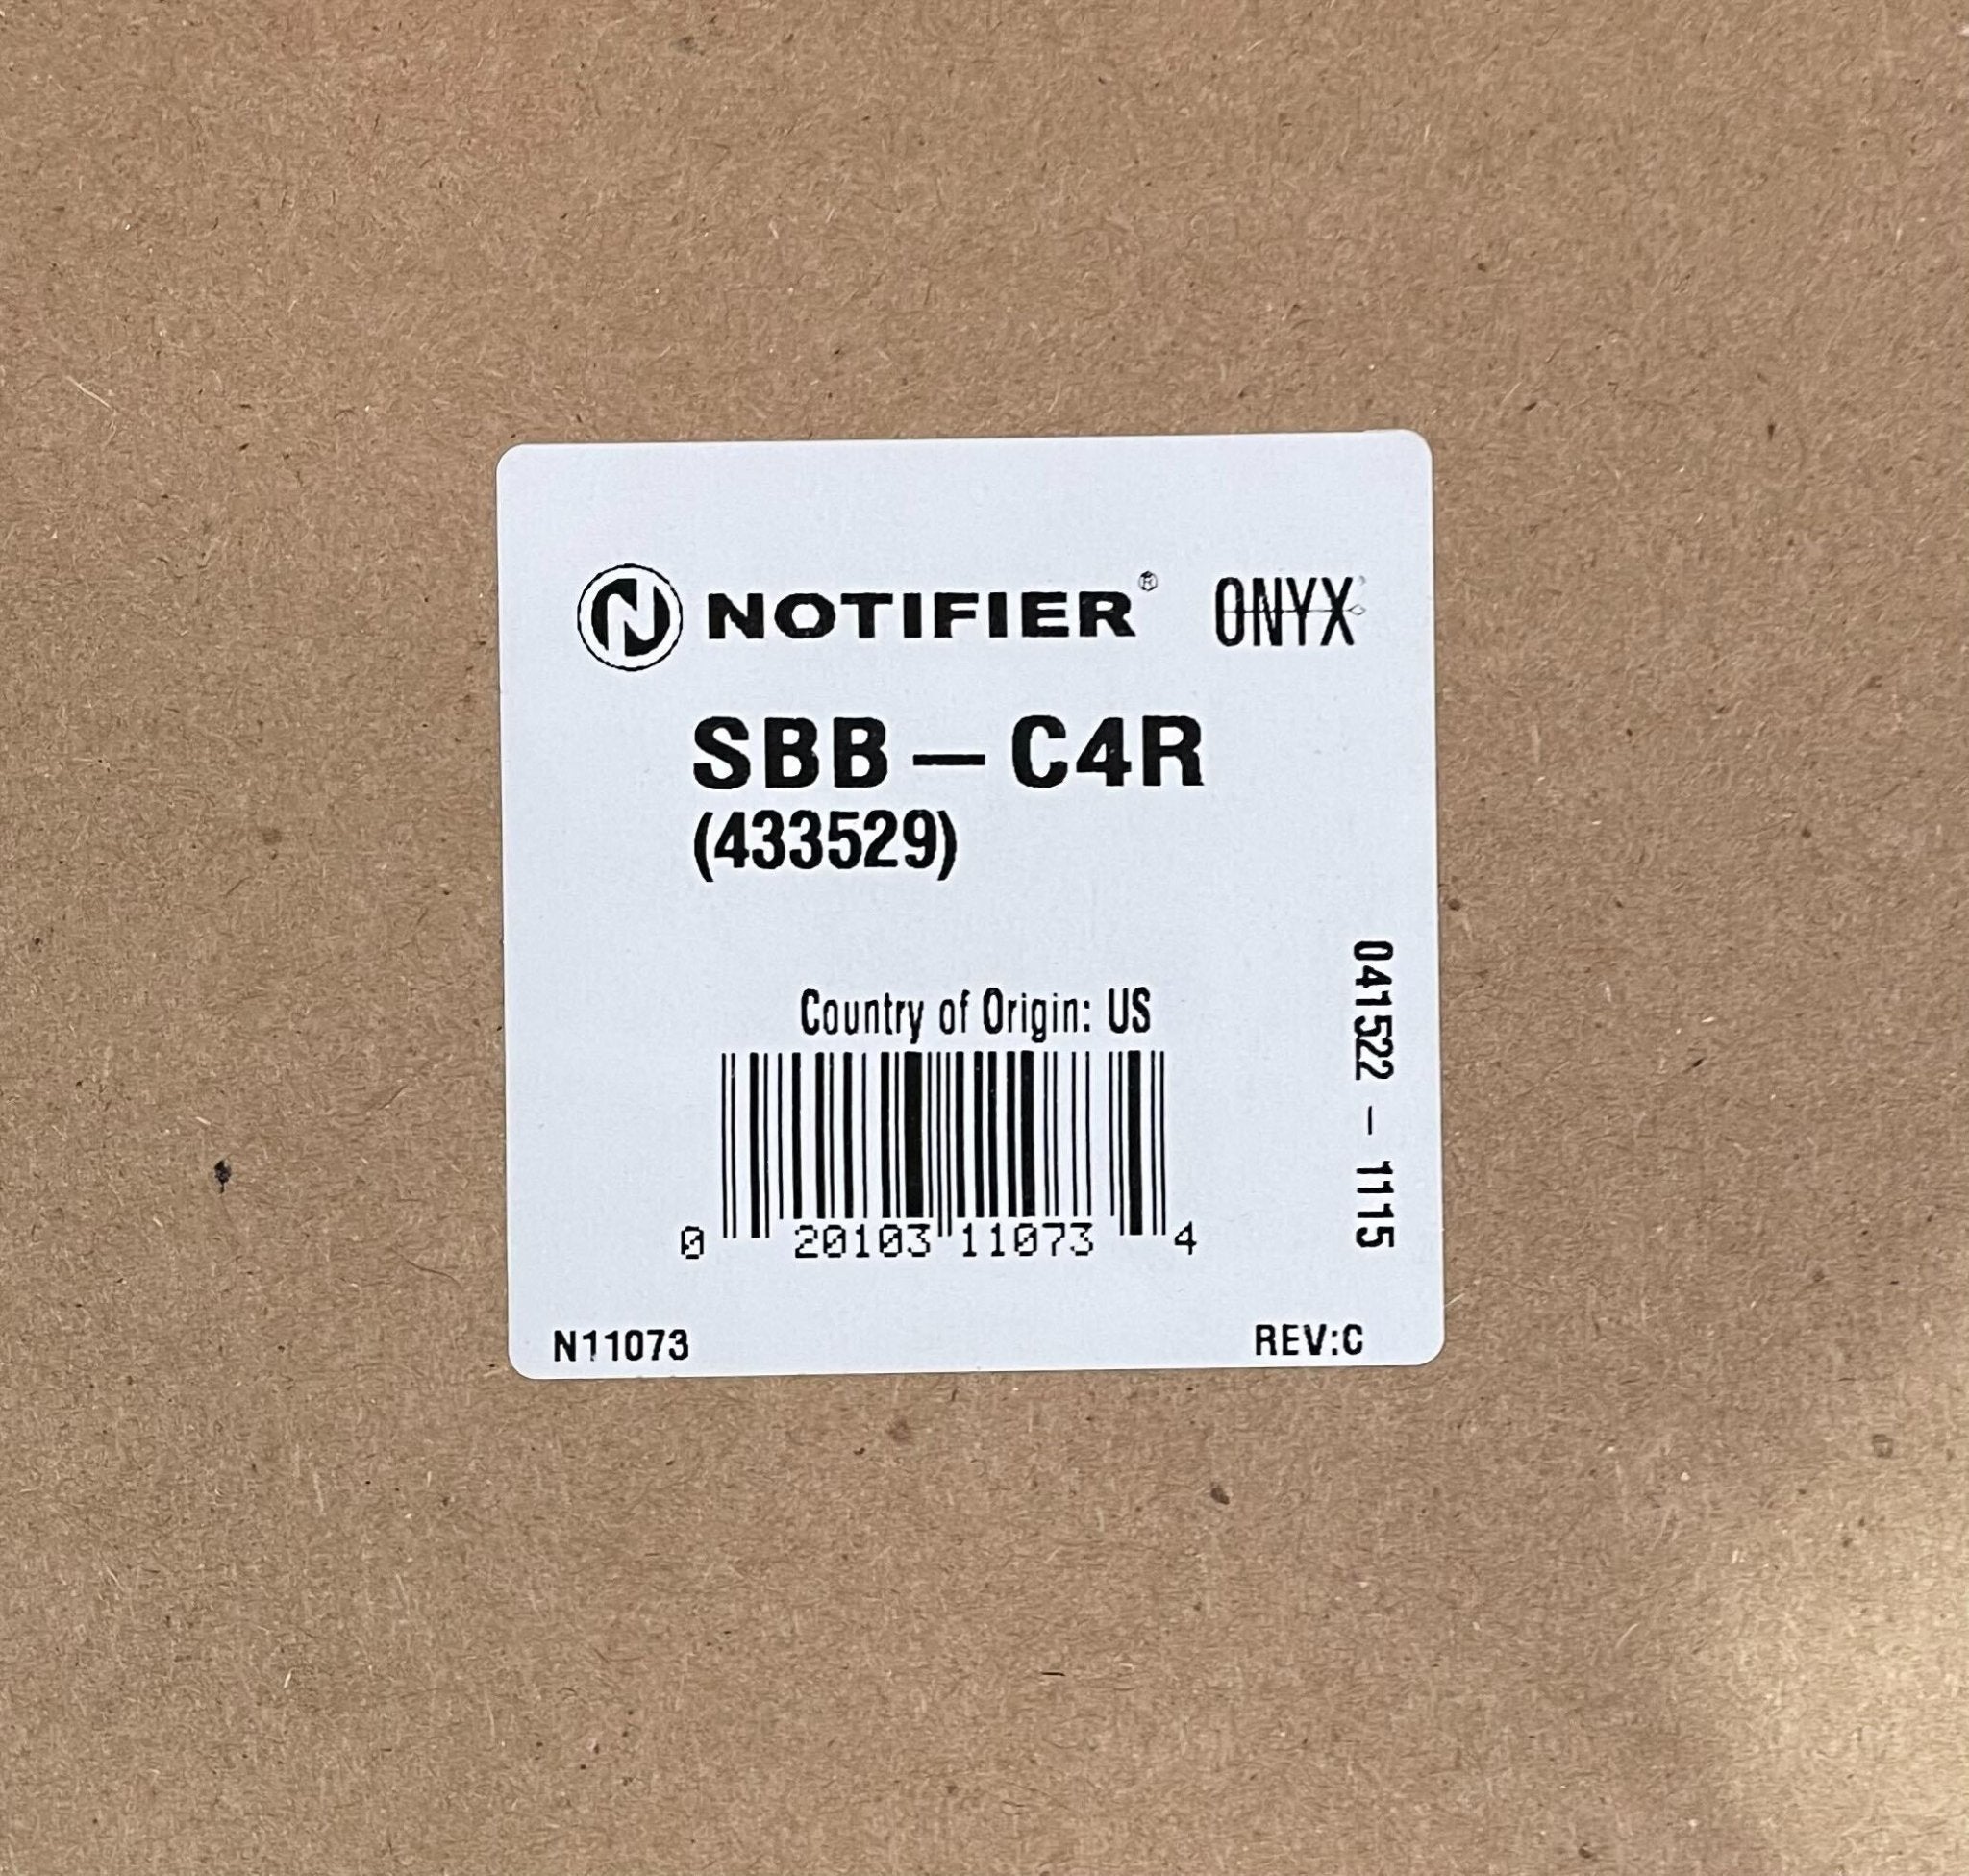 NOTIFIER® ONYX
SBB-C4R
(433529)
Country of Origin: US
0 20103 11073 4
041522 - 1115
N11073
REV:C